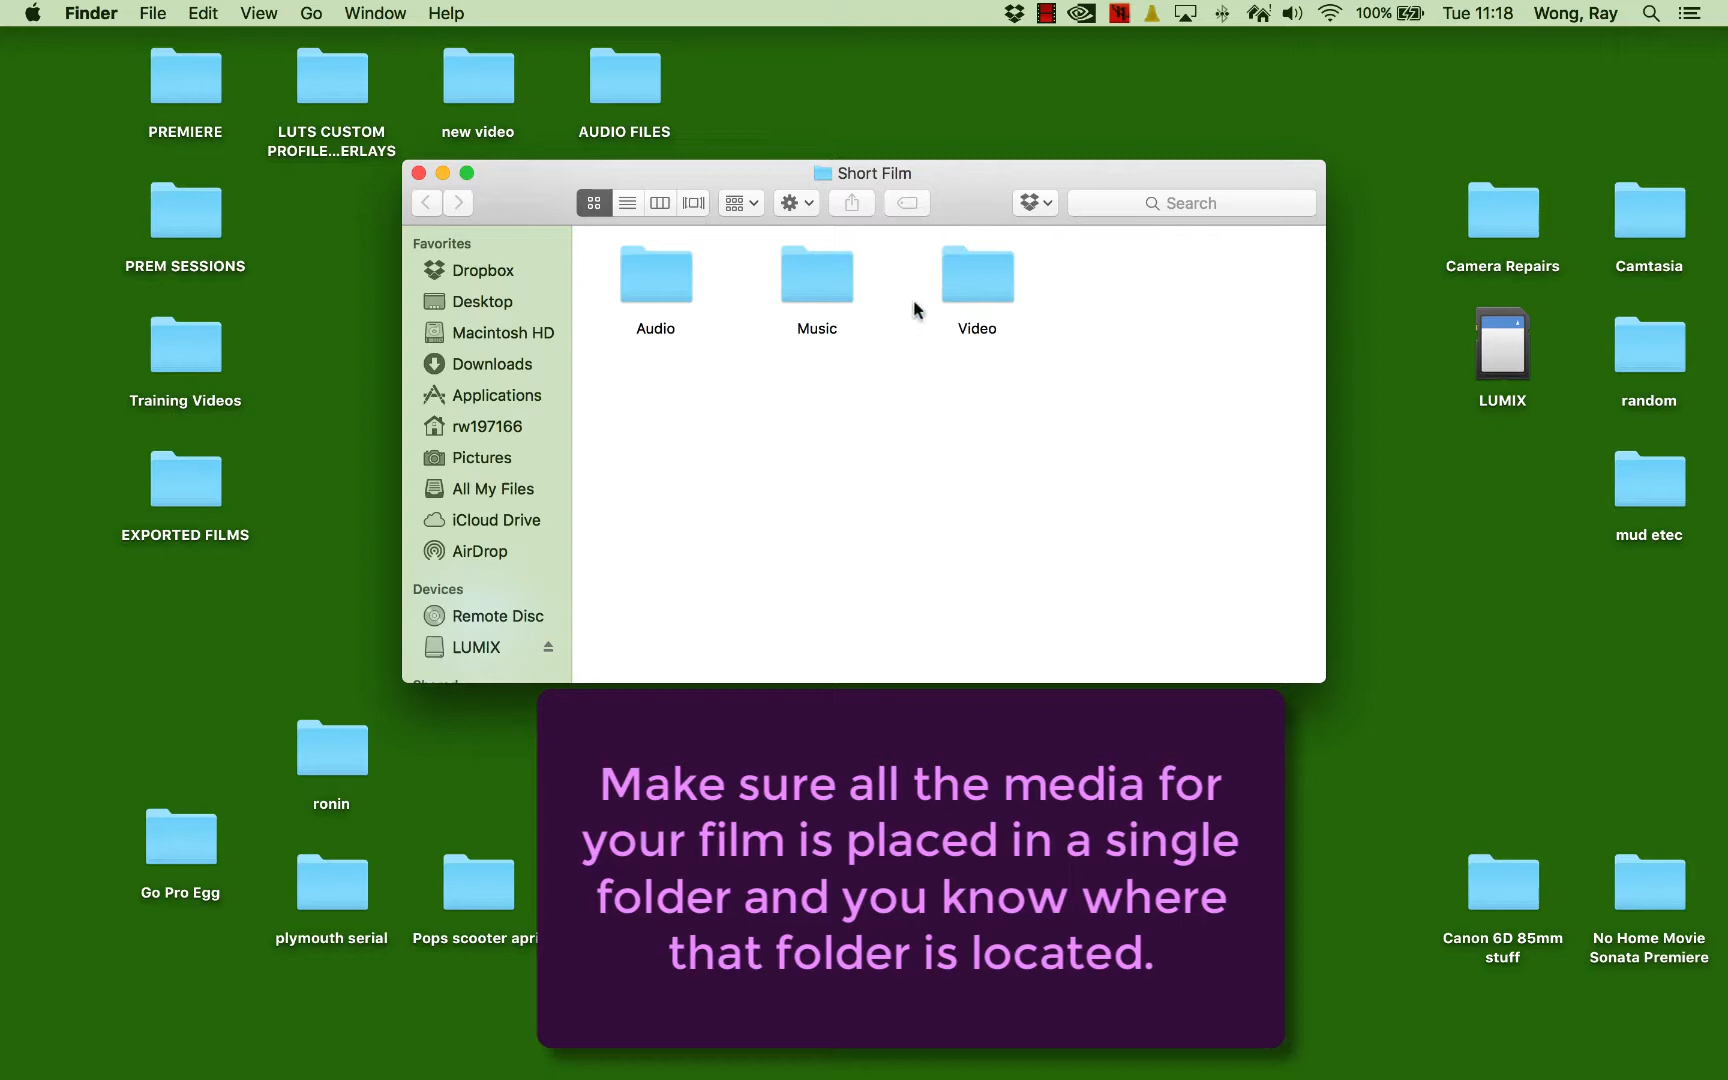 Finder File Edit View Go Window Help 100% Tue 11:18 Wong, Ray
PREMIERE
LUTS CUSTOM
PROFILE...ERLAYS
new video
AUDIO FILES
PREM SESSIONS
Training Videos
EXPORTED FILMS
Short Film
Search
Favorites
Dropbox
Desktop
Macintosh HD
Downloads
Applications
rw197166
Pictures
All My Files
iCloud Drive
AirDrop
Devices
Remote Disc
LUMIX
Audio
Music
Video
Camera Repairs
Camtasia
LUMIX
random
mud etec
ronin
Go Pro Egg
plymouth serial
Pops scooter apri
Make sure all the media for
your film is placed in a single
folder and you know where
that folder is located.
Canon 6D 85mm
stuff
No Home Movie
Sonata Premiere